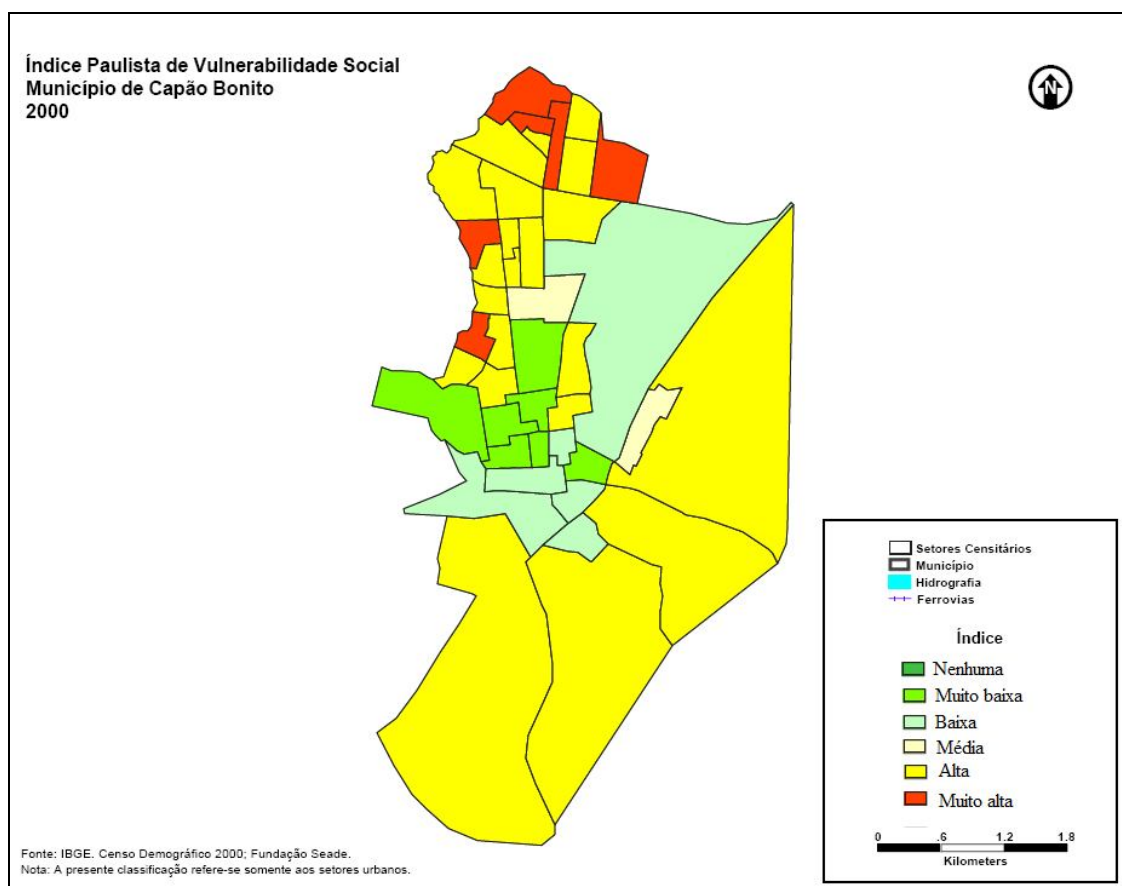 Índice Paulista de Vulnerabilidade Social
Município de Capão Bonito
2000
N
Setores Censitários
Município
Hidrografia
Ferrovias
Índice
Nenhuma
Muito baixa
Baixa
Média
Alta
Muito alta
0 .6 1.2 1.8
Kilometers
Fonte: IBGE. Censo Demográfico 2000; Fundação Seade.
Nota: A presente classificação refere-se somente aos setores urbanos.